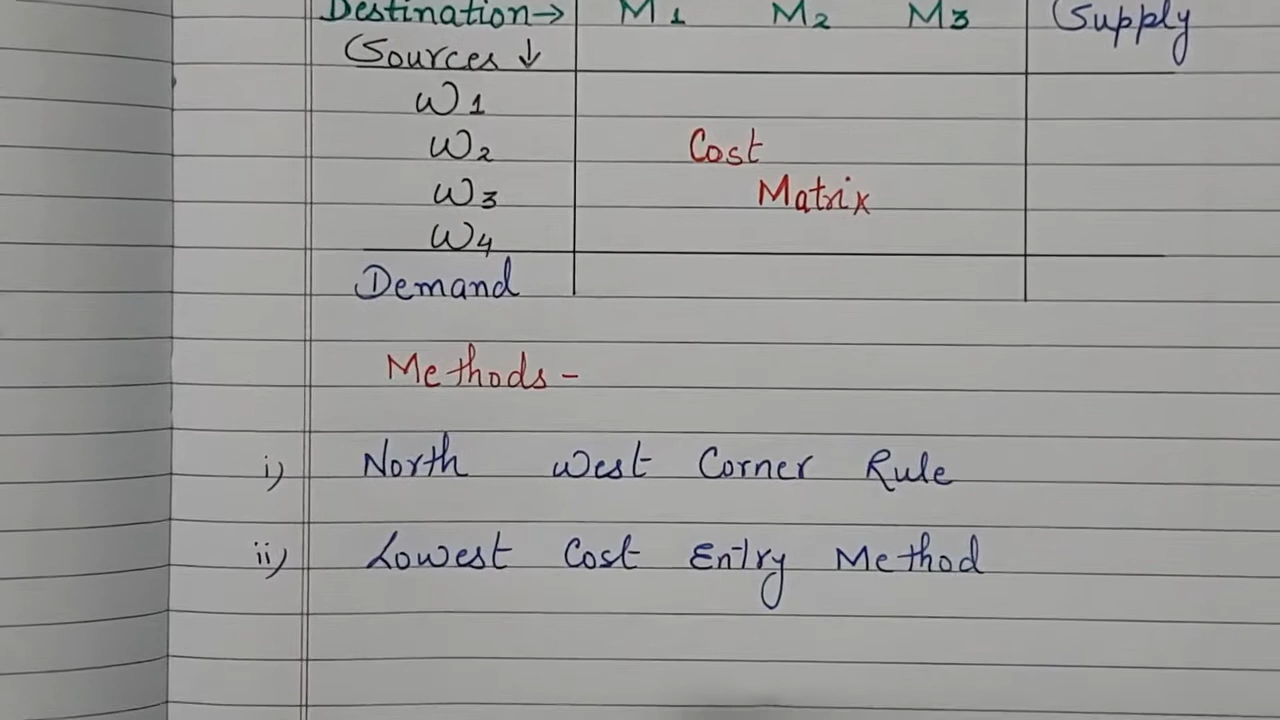 Destination→ M1 M2 M3 Supply
Sources ↓
W1
W2 Cost
W3 Matrix
W4
Demand
Methods -
i) North West Corner Rule
ii) Lowest Cost Entry Method